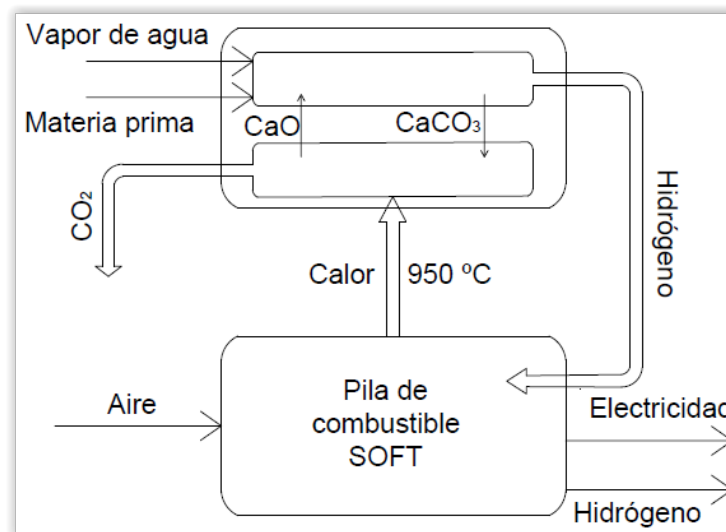 Vapor de agua
Materia prima
CaO
CaCO₃
CO₂
Hidrógeno
Calor
950 ºC
Aire
Pila de
combustible
SOFT
Electricidad
Hidrógeno